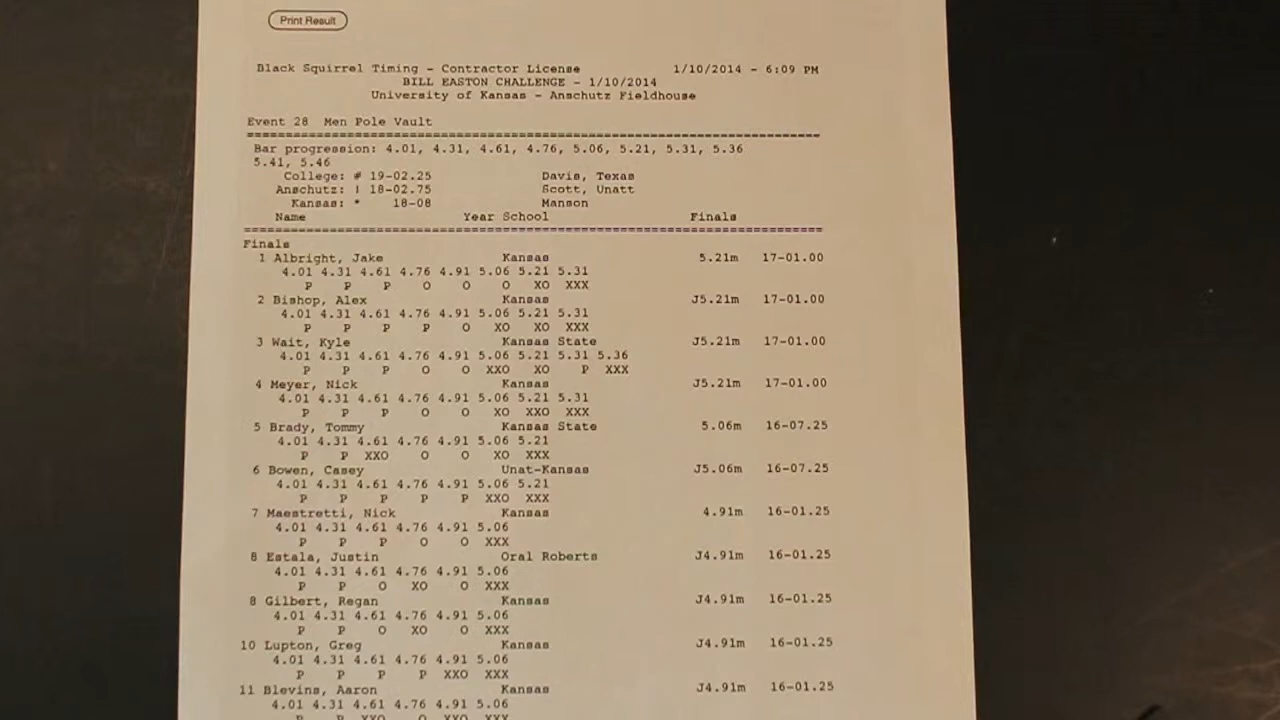 Print Result
Black Squirrel Timing - Contractor License 1/10/2014 - 6:09 PM
BILL EASTON CHALLENGE - 1/10/2014
University of Kansas - Anschutz Fieldhouse
Event 28 Men Pole Vault
================================================================================
Bar progression: 4.01, 4.31, 4.61, 4.76, 5.06, 5.21, 5.31, 5.36
5.41, 5.46
College: # 19-02.25 Davis, Texas
Anschutz: ! 18-02.75 Scott, Unatt
Kansas: * 18-08 Manson
Name Year School Finals
================================================================================
Finals
1 Albright, Jake Kansas 5.21m 17-01.00
4.01 4.31 4.61 4.76 4.91 5.06 5.21 5.31
P P P O O O XO XXX
2 Bishop, Alex Kansas J5.21m 17-01.00
4.01 4.31 4.61 4.76 4.91 5.06 5.21 5.31
P P P P O XO XO XXX
3 Wait, Kyle Kansas State J5.21m 17-01.00
4.01 4.31 4.61 4.76 4.91 5.06 5.21 5.31 5.36
P P P O O XXO XO P XXX
4 Meyer, Nick Kansas J5.21m 17-01.00
4.01 4.31 4.61 4.76 4.91 5.06 5.21 5.31
P P P O O XO XXO XXX
5 Brady, Tommy Kansas State 5.06m 16-07.25
4.01 4.31 4.61 4.76 4.91 5.06 5.21
P P XXO O O XO XXX
6 Bowen, Casey Unat-Kansas J5.06m 16-07.25
4.01 4.31 4.61 4.76 4.91 5.06 5.21
P P P P P XXO XXX
7 Maestretti, Nick Kansas 4.91m 16-01.25
4.01 4.31 4.61 4.76 4.91 5.06
P P P O O XXX
8 Estala, Justin Oral Roberts J4.91m 16-01.25
4.01 4.31 4.61 4.76 4.91 5.06
P P O XO O XXX
8 Gilbert, Regan Kansas J4.91m 16-01.25
4.01 4.31 4.61 4.76 4.91 5.06
P P O XO O XXX
10 Lupton, Greg Kansas J4.91m 16-01.25
4.01 4.31 4.61 4.76 4.91 5.06
P P P P XXO XXX
11 Blevins, Aaron Kansas J4.91m 16-01.25
4.01 4.31 4.61 4.76 4.91 5.06
P P XXO O XXO XXX